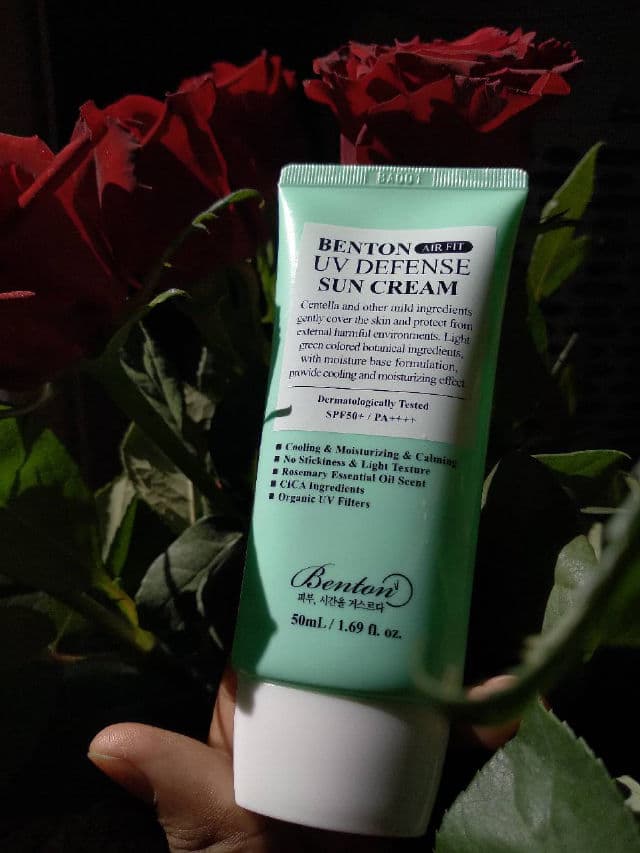 BA001
BENTON AIR FIT
UV DEFENSE
SUN CREAM
Centella and other mild ingredients
gently cover the skin and protect from
external harmful environments. Light
green colored botanical ingredients,
with moisture base formulation,
provide cooling and moisturizing effect
Dermatologically Tested
SPF50+ / PA++++
■ Cooling & Moisturizing & Calming
■ No Stickiness & Light Texture
■ Rosemary Essential Oil Scent
■ CICA Ingredients
■ Organic UV Filters
Benton
피부, 시간을 거스르다
50mL / 1.69 fl. oz.